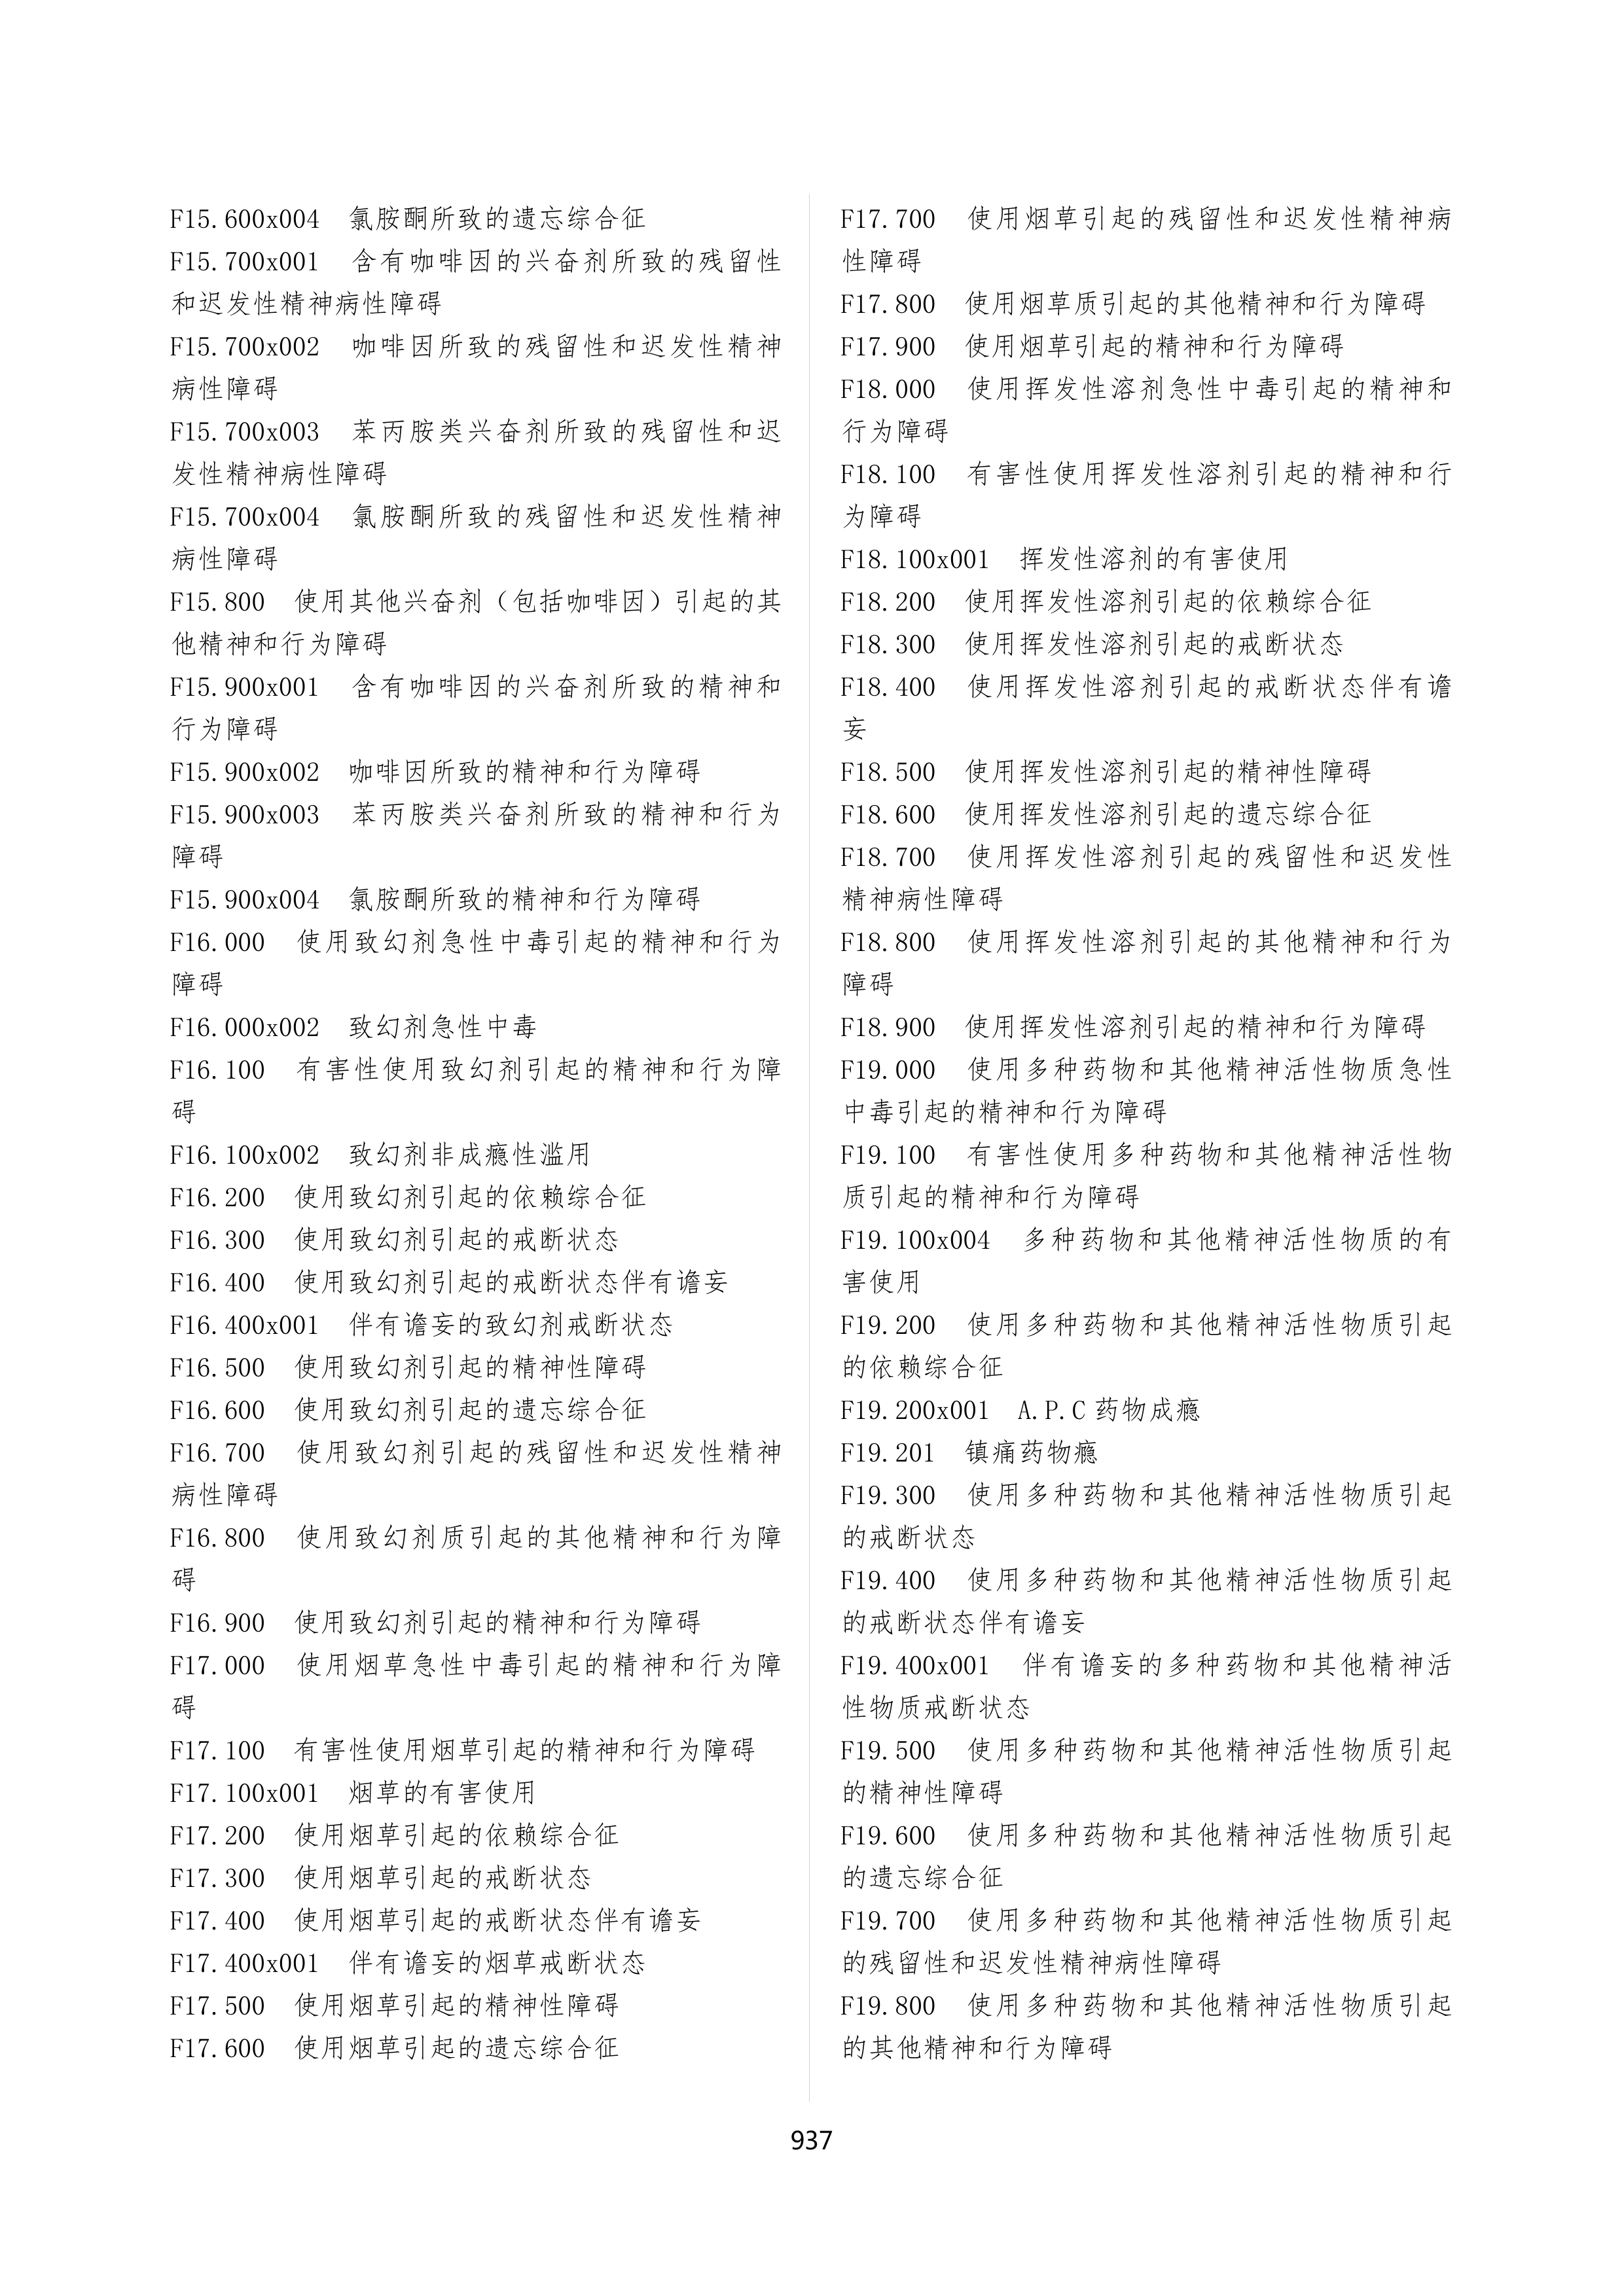 F15.600x004 氯胺酮所致的遗忘综合征
F15.700x001 含有咖啡因的兴奋剂所致的残留性
和迟发性精神病性障碍
F15.700x002 咖啡因所致的残留性和迟发性精神
病性障碍
F15.700x003 苯丙胺类兴奋剂所致的残留性和迟
发性精神病性障碍
F15.700x004 氯胺酮所致的残留性和迟发性精神
病性障碍
F15.800 使用其他兴奋剂（包括咖啡因）引起的其
他精神和行为障碍
F15.900x001 含有咖啡因的兴奋剂所致的精神和
行为障碍
F15.900x002 咖啡因所致的精神和行为障碍
F15.900x003 苯丙胺类兴奋剂所致的精神和行为
障碍
F15.900x004 氯胺酮所致的精神和行为障碍
F16.000 使用致幻剂急性中毒引起的精神和行为
障碍
F16.000x002 致幻剂急性中毒
F16.100 有害性使用致幻剂引起的精神和行为障
碍
F16.100x002 致幻剂非成瘾性滥用
F16.200 使用致幻剂引起的依赖综合征
F16.300 使用致幻剂引起的戒断状态
F16.400 使用致幻剂引起的戒断状态伴有谵妄
F16.400x001 伴有谵妄的致幻剂戒断状态
F16.500 使用致幻剂引起的精神性障碍
F16.600 使用致幻剂引起的遗忘综合征
F16.700 使用致幻剂引起的残留性和迟发性精神
病性障碍
F16.800 使用致幻剂质引起的其他精神和行为障
碍
F16.900 使用致幻剂引起的精神和行为障碍
F17.000 使用烟草急性中毒引起的精神和行为障
碍
F17.100 有害性使用烟草引起的精神和行为障碍
F17.100x001 烟草的有害使用
F17.200 使用烟草引起的依赖综合征
F17.300 使用烟草引起的戒断状态
F17.400 使用烟草引起的戒断状态伴有谵妄
F17.400x001 伴有谵妄的烟草戒断状态
F17.500 使用烟草引起的精神性障碍
F17.600 使用烟草引起的遗忘综合征
F17.700 使用烟草引起的残留性和迟发性精神病
性障碍
F17.800 使用烟草质引起的其他精神和行为障碍
F17.900 使用烟草引起的精神和行为障碍
F18.000 使用挥发性溶剂急性中毒引起的精神和
行为障碍
F18.100 有害性使用挥发性溶剂引起的精神和行
为障碍
F18.100x001 挥发性溶剂的有害使用
F18.200 使用挥发性溶剂引起的依赖综合征
F18.300 使用挥发性溶剂引起的戒断状态
F18.400 使用挥发性溶剂引起的戒断状态伴有谵
妄
F18.500 使用挥发性溶剂引起的精神性障碍
F18.600 使用挥发性溶剂引起的遗忘综合征
F18.700 使用挥发性溶剂引起的残留性和迟发性
精神病性障碍
F18.800 使用挥发性溶剂引起的其他精神和行为
障碍
F18.900 使用挥发性溶剂引起的精神和行为障碍
F19.000 使用多种药物和其他精神活性物质急性
中毒引起的精神和行为障碍
F19.100 有害性使用多种药物和其他精神活性物
质引起的精神和行为障碍
F19.100x004 多种药物和其他精神活性物质的有
害使用
F19.200 使用多种药物和其他精神活性物质引起
的依赖综合征
F19.200x001 A.P.C 药物成瘾
F19.201 镇痛药物瘾
F19.300 使用多种药物和其他精神活性物质引起
的戒断状态
F19.400 使用多种药物和其他精神活性物质引起
的戒断状态伴有谵妄
F19.400x001 伴有谵妄的多种药物和其他精神活
性物质戒断状态
F19.500 使用多种药物和其他精神活性物质引起
的精神性障碍
F19.600 使用多种药物和其他精神活性物质引起
的遗忘综合征
F19.700 使用多种药物和其他精神活性物质引起
的残留性和迟发性精神病性障碍
F19.800 使用多种药物和其他精神活性物质引起
的其他精神和行为障碍
937